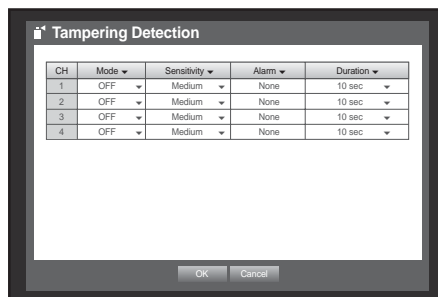 Tampering Detection
CH Mode Sensitivity Alarm Duration
1 OFF Medium None 10 sec
2 OFF Medium None 10 sec
3 OFF Medium None 10 sec
4 OFF Medium None 10 sec
OK Cancel